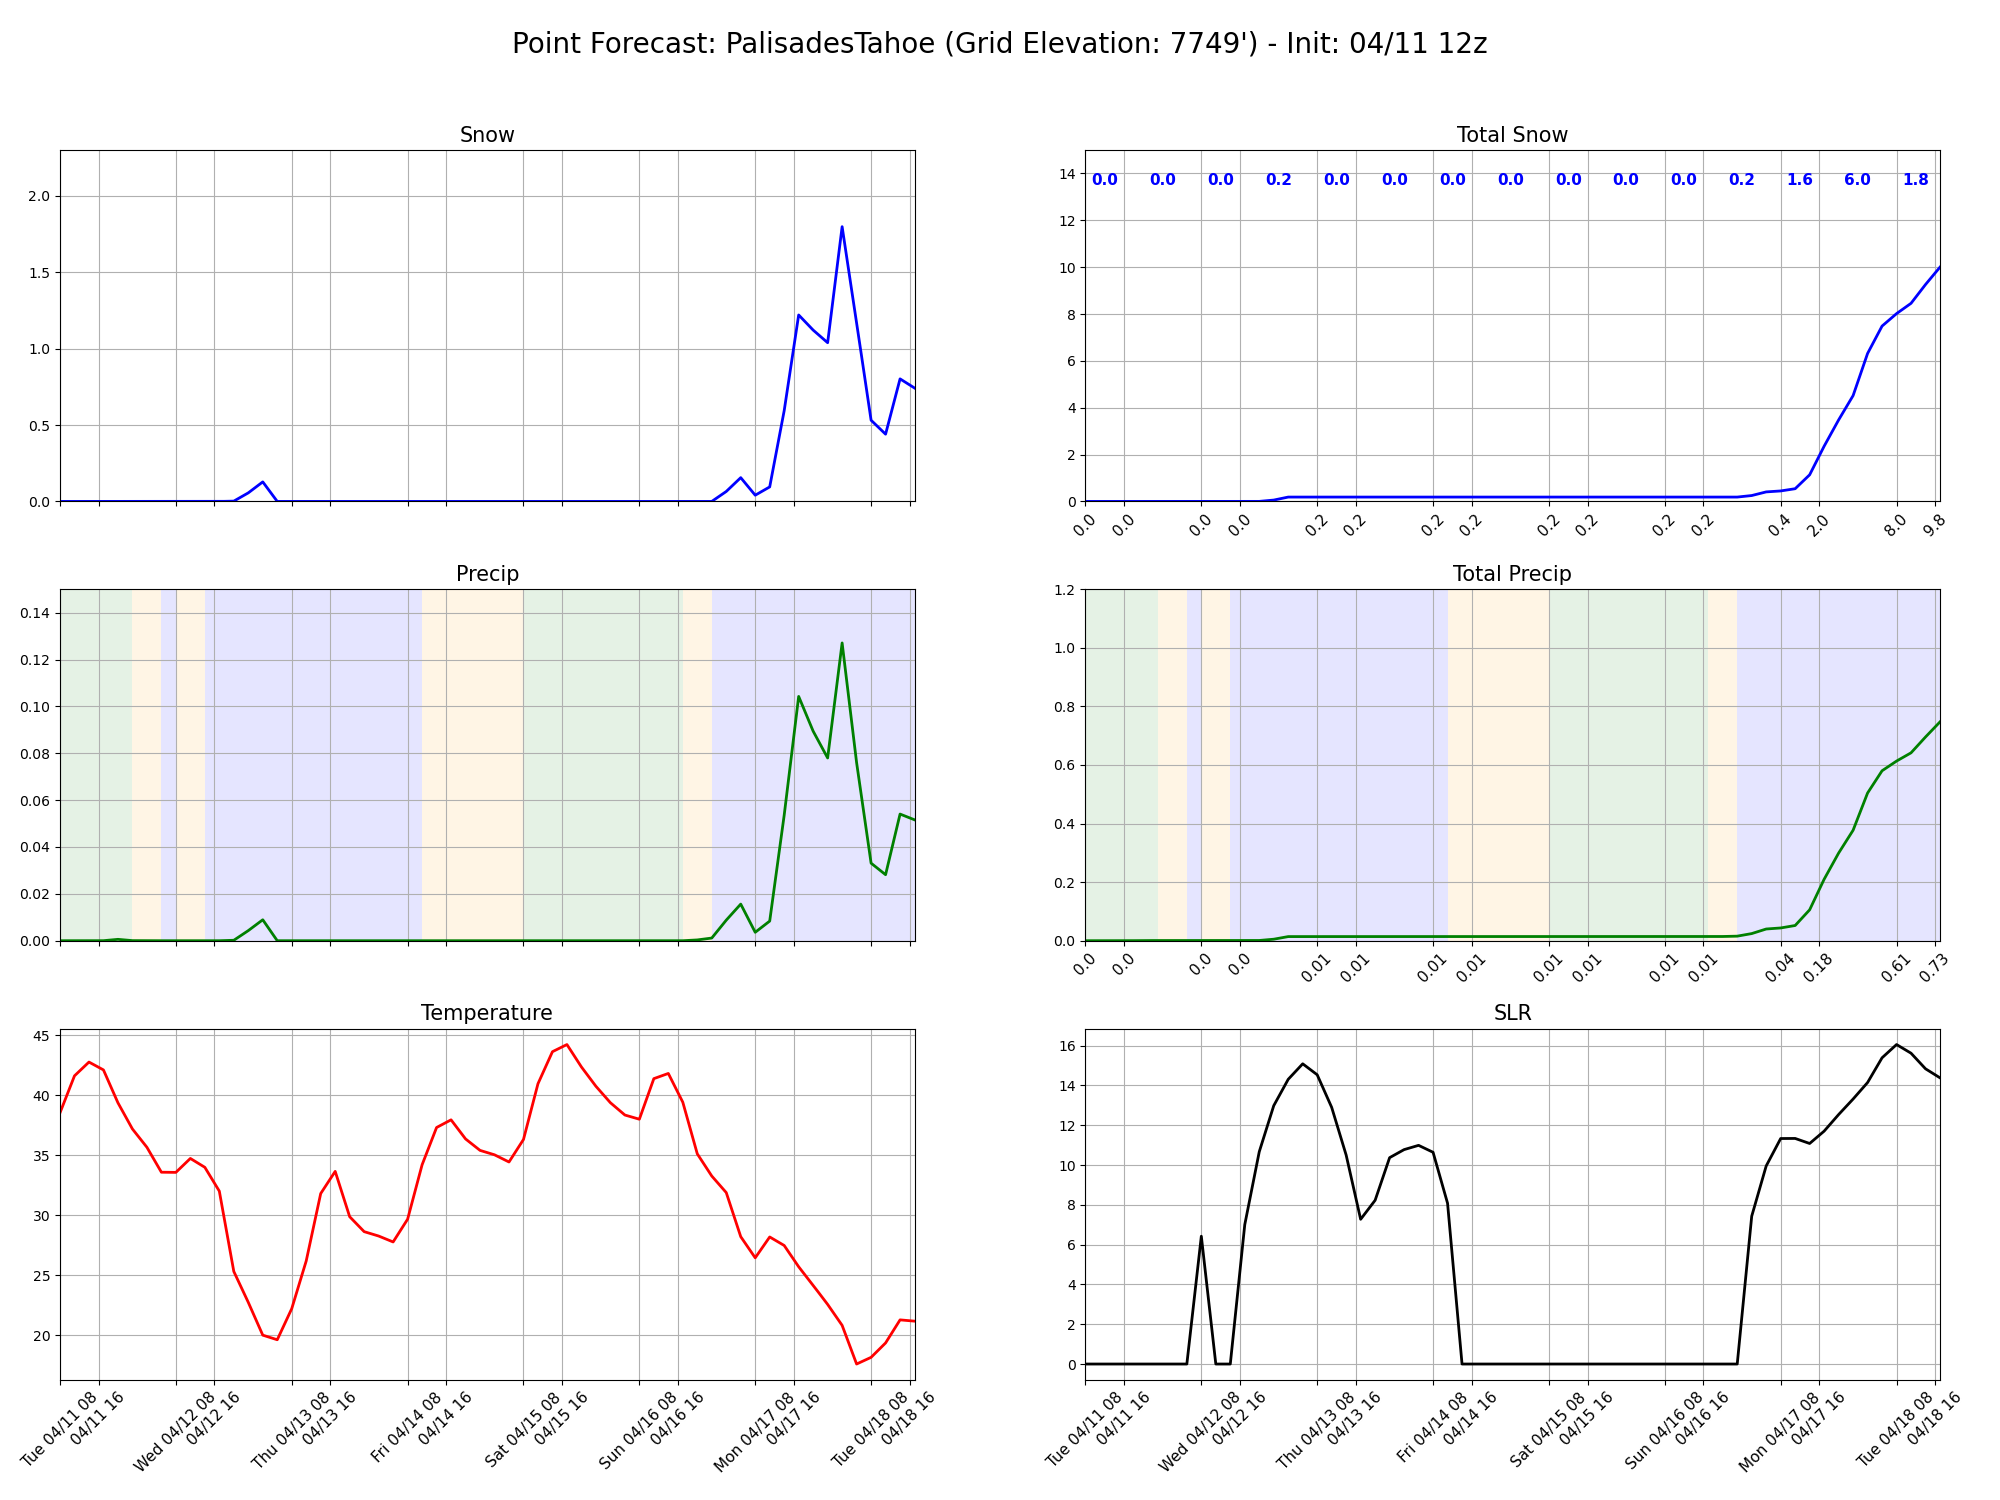 Point Forecast: PalisadesTahoe (Grid Elevation: 7749') - Init: 04/11 12z
Snow
2.0
1.5
1.0
0.5
0.0
Total Snow
0.0 0.0 0.0 0.2 0.0 0.0 0.0 0.0 0.0 0.0 0.0 0.2 1.6 6.0 1.8
14
12
10
8
6
4
2
0
0.0 0.0 0.0 0.0 0.2 0.2 0.2 0.2 0.2 0.2 0.2 0.2 0.4 2.0 8.0 9.8
Precip
0.14
0.12
0.10
0.08
0.06
0.04
0.02
0.00
Total Precip
1.2
1.0
0.8
0.6
0.4
0.2
0.0
0.0 0.0 0.0 0.0 0.01 0.01 0.01 0.01 0.01 0.01 0.01 0.01 0.04 0.18 0.61 0.73
Temperature
45
40
35
30
25
20
Tue 04/11 08
04/11 16
Wed 04/12 08
04/12 16
Thu 04/13 08
04/13 16
Fri 04/14 08
04/14 16
Sat 04/15 08
04/15 16
Sun 04/16 08
04/16 16
Mon 04/17 08
04/17 16
Tue 04/18 08
04/18 16
SLR
16
14
12
10
8
6
4
2
0
Tue 04/11 08
04/11 16
Wed 04/12 08
04/12 16
Thu 04/13 08
04/13 16
Fri 04/14 08
04/14 16
Sat 04/15 08
04/15 16
Sun 04/16 08
04/16 16
Mon 04/17 08
04/17 16
Tue 04/18 08
04/18 16